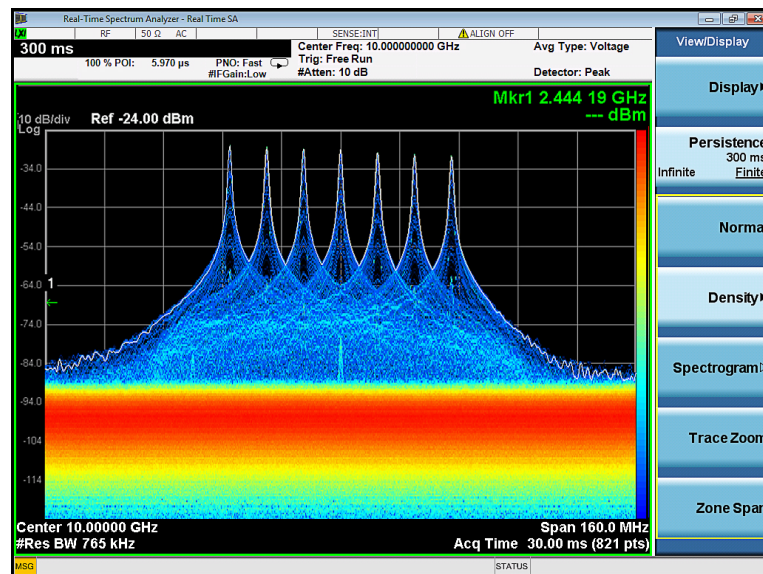 Real-Time Spectrum Analyzer - Real Time SA
LXI RF 50 Ω AC SENSE:INT ALIGN OFF
300 ms
Center Freq: 10.000000000 GHz
Avg Type: Voltage
Trig: Free Run
100 % POI: 5.970 µs PNO: Fast
#IFGain:Low
#Atten: 10 dB
Detector: Peak
Mkr1 2.444 19 GHz
--- dBm
10 dB/div Ref -24.00 dBm
Log
-34.0
-44.0
-54.0
-64.0
1
-74.0
-84.0
-94.0
-104
-114
Center 10.00000 GHz
Span 160.0 MHz
#Res BW 765 kHz
Acq Time 30.00 ms (821 pts)
MSG
STATUS
View/Display
Display
Persistence
300 ms
Infinite Finite
Norma
Density
Spectrogram
Trace Zoom
Zone Span